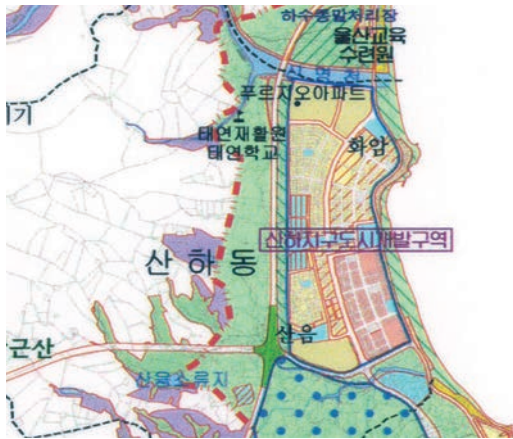 하수종말처리장
울산교육
수련원
푸르지오아파트
태연재활원
태연학교
화암
산하지구도시개발구역
산하동
산음
근산